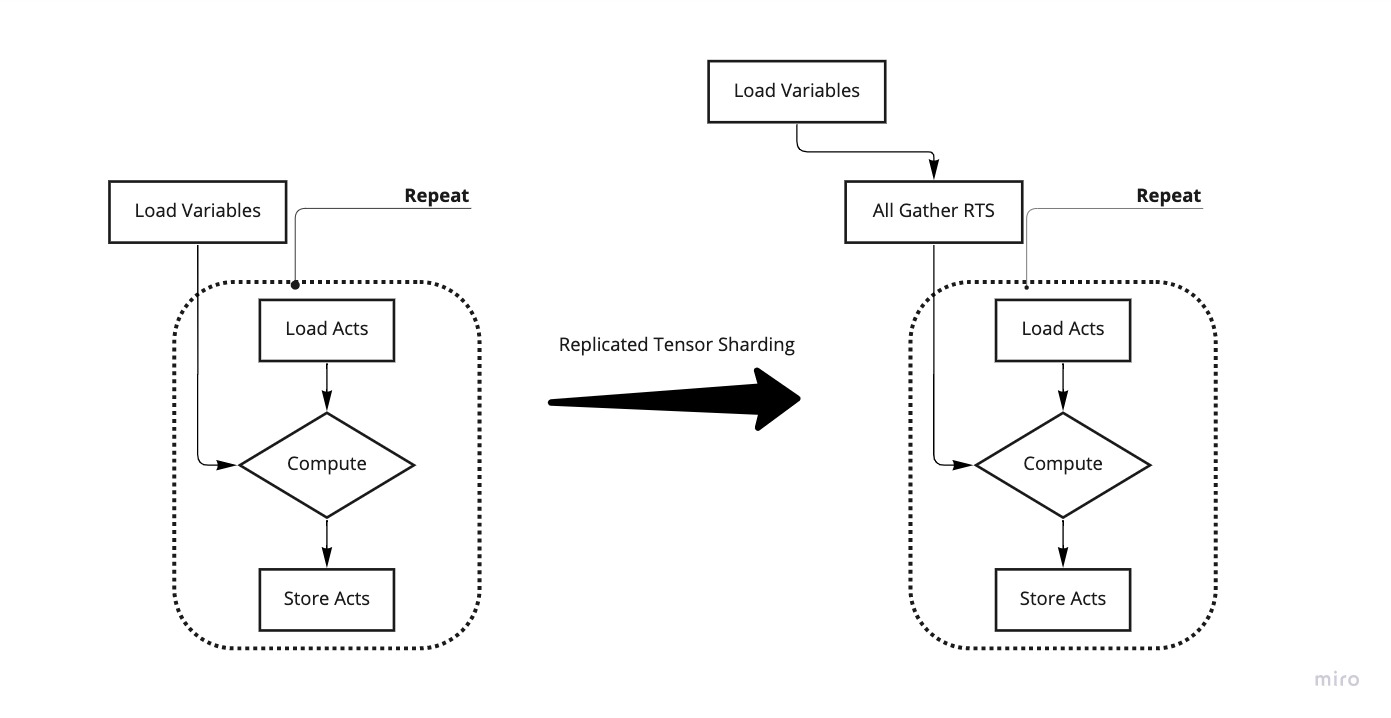 Load Variables
Repeat
Load Acts
Compute
Store Acts
Replicated Tensor Sharding
Load Variables
All Gather RTS
Repeat
Load Acts
Compute
Store Acts
miro